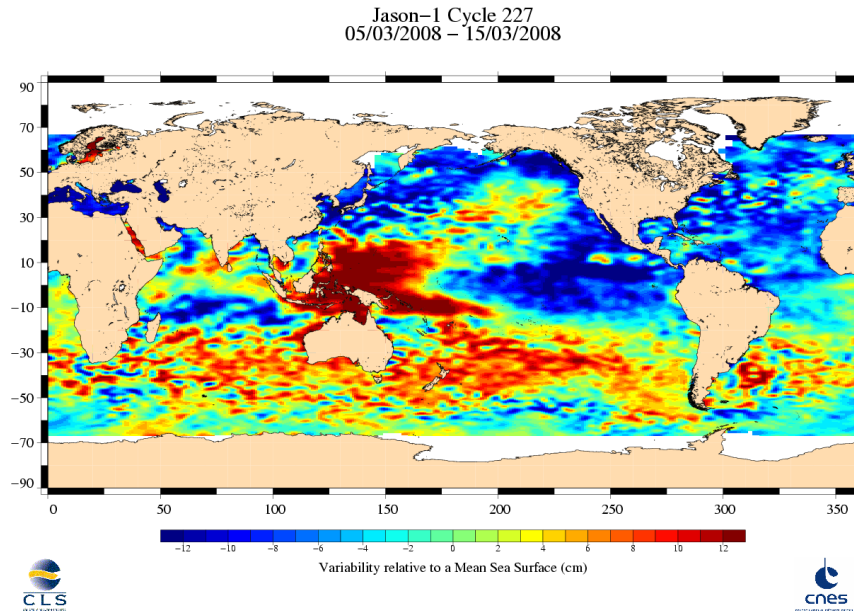 Jason−1 Cycle 227
05/03/2008 − 15/03/2008
90
70
50
30
10
−10
−30
−50
−70
−90
0 50 100 150 200 250 300 350
−12 −10 −8 −6 −4 −2 0 2 4 6 8 10 12
Variability relative to a Mean Sea Surface (cm)
CLS
cnes